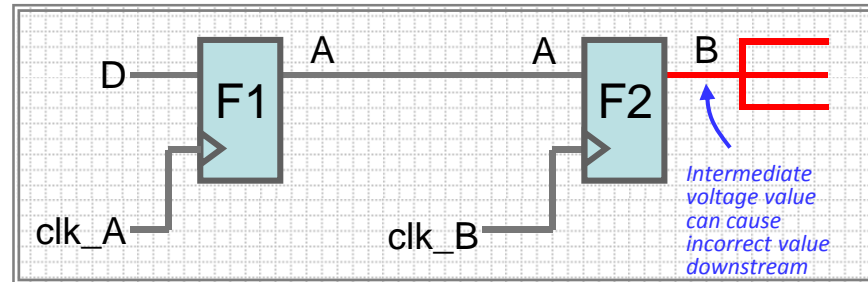 A
A
B
D
F1
F2
Intermediate
voltage value
can cause
incorrect value
downstream
clk_A
clk_B